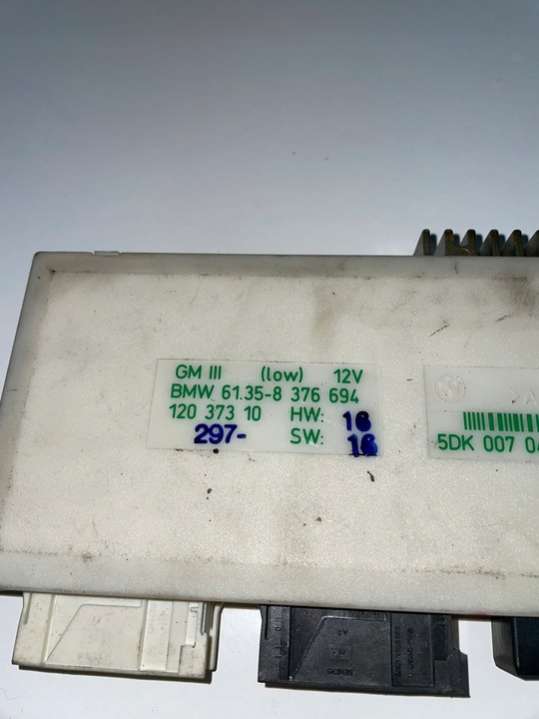 GM III (low) 12V
BMW 61.35-8 376 694
120 373 10 HW: 16
297- SW: 16
5DK 007 04